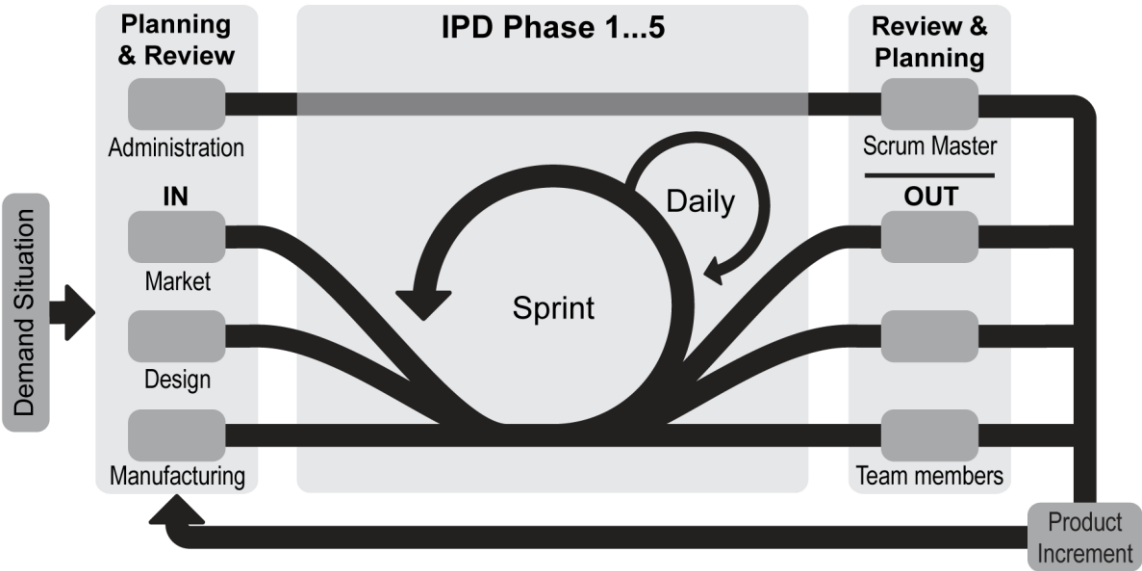 Planning
& Review
IPD Phase 1...5
Review &
Planning
Administration
Scrum Master
IN
OUT
Daily
Market
Sprint
Demand Situation
Design
Manufacturing
Team members
Product
Increment